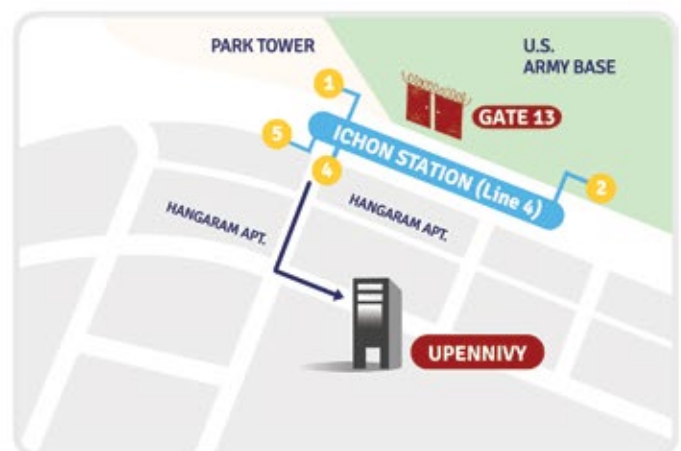 PARK TOWER
U.S.
ARMY BASE
1
GATE 13
5
ICHON STATION (Line 4)
4
2
HANGARAM APT.
HANGARAM APT.
UPENNIVY